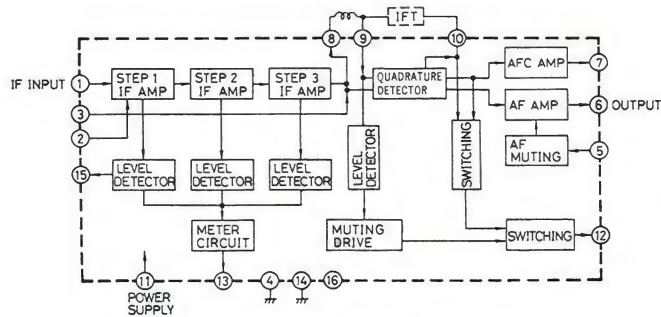 8
9
IFT
10
IF INPUT
1
STEP 1
IF AMP
STEP 2
IF AMP
STEP 3
IF AMP
QUADRATURE
DETECTOR
AFC AMP
7
3
AF AMP
6
OUTPUT
2
LEVEL
DETECTOR
SWITCHING
AF
MUTING
5
15
LEVEL
DETECTOR
LEVEL
DETECTOR
LEVEL
DETECTOR
METER
CIRCUIT
MUTING
DRIVE
SWITCHING
12
11
13
4
14
16
POWER
SUPPLY